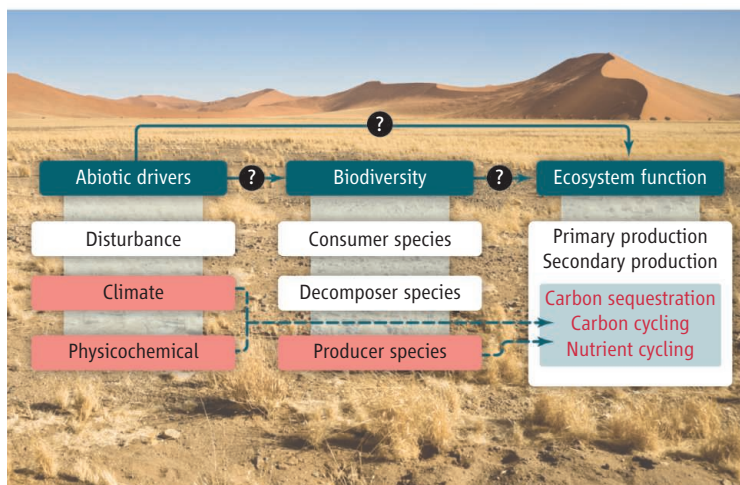 ?
Abiotic drivers
?
Biodiversity
?
Ecosystem function
Disturbance
Climate
Physicochemical
Consumer species
Decomposer species
Producer species
Primary production
Secondary production
Carbon sequestration
Carbon cycling
Nutrient cycling